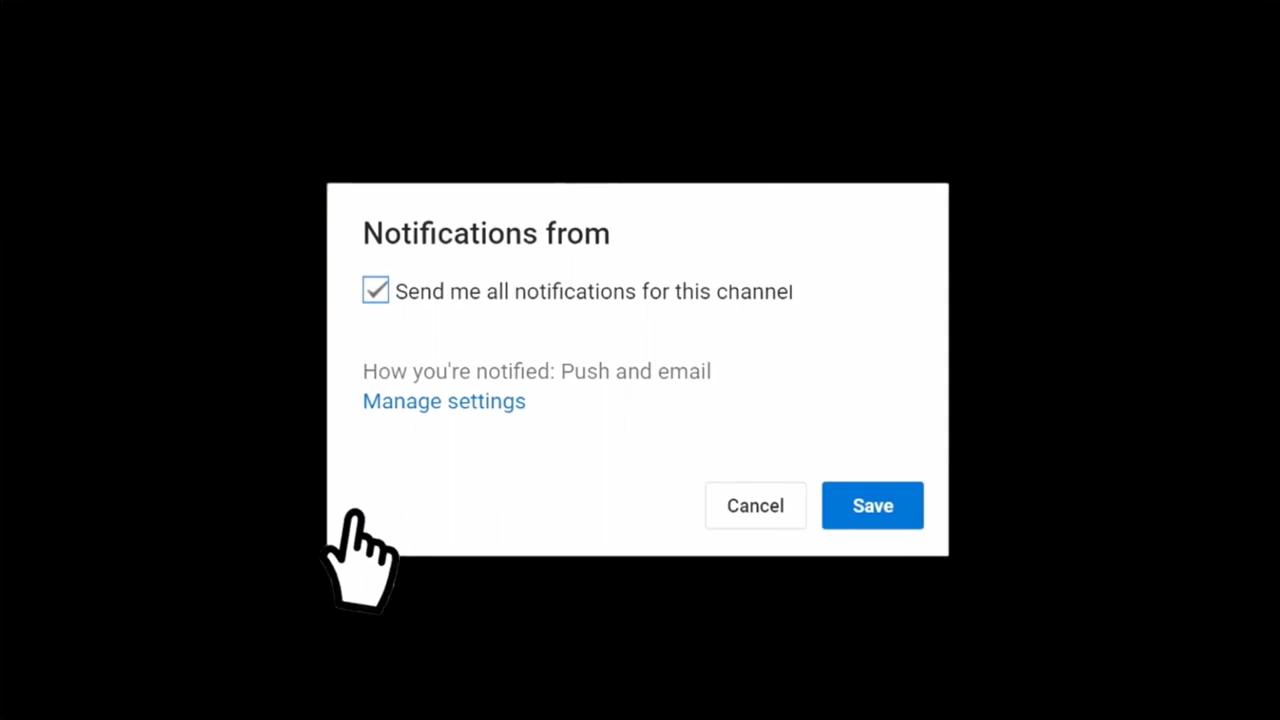 Notifications from
Send me all notifications for this channel
How you're notified: Push and email
Manage settings
Cancel Save